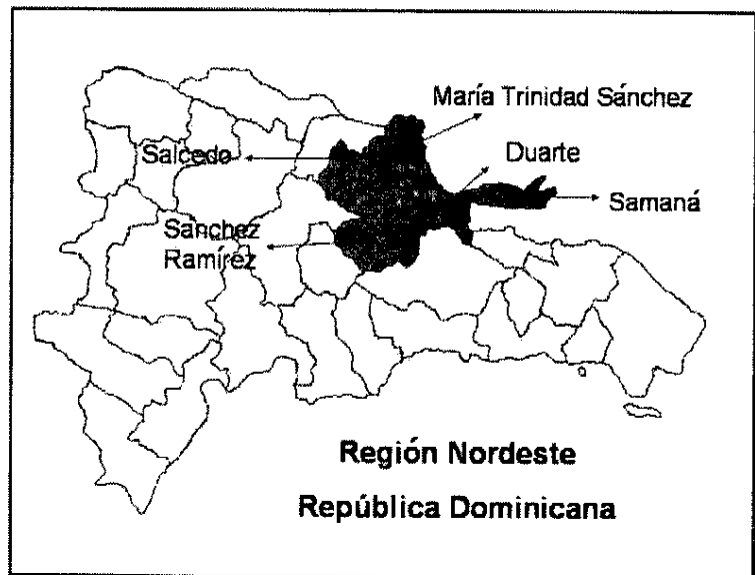 María Trinidad Sánchez
Duarte
Salcedo
Samaná
Sánchez
Ramírez
Región Nordeste
República Dominicana